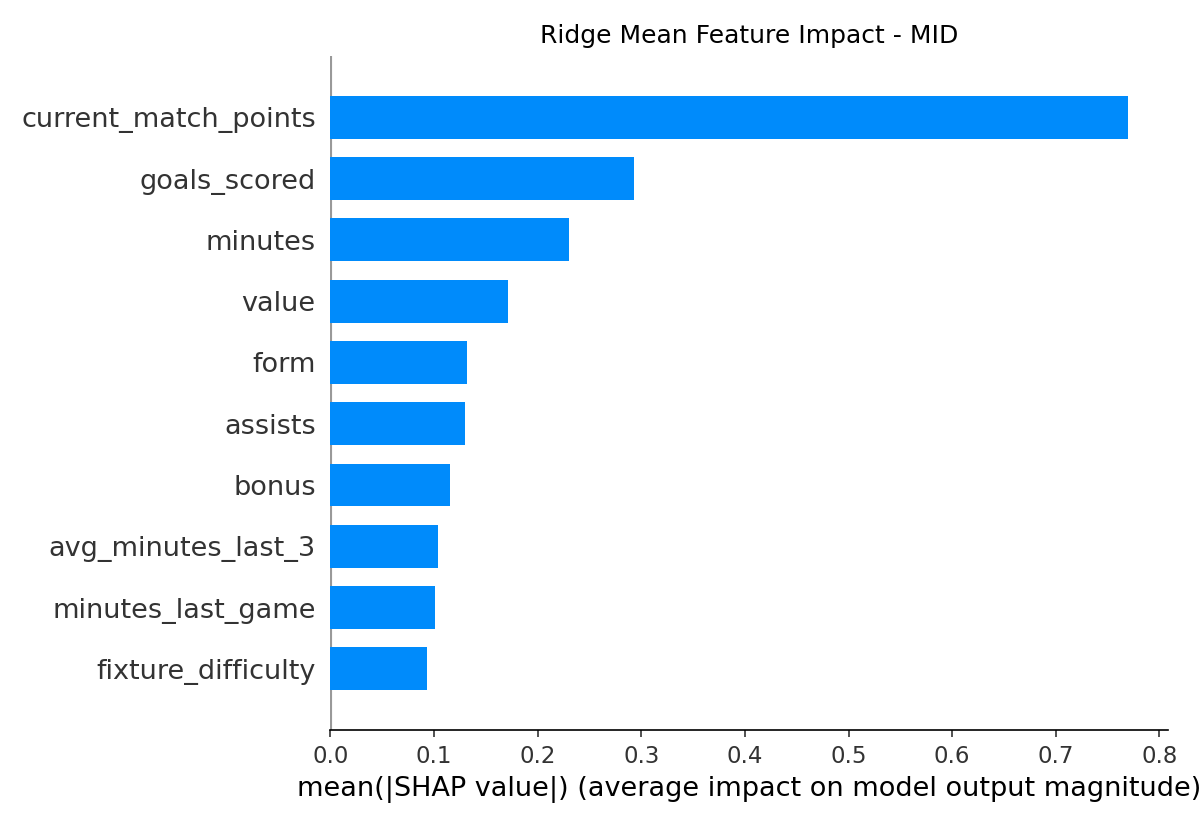 Ridge Mean Feature Impact - MID
current_match_points
goals_scored
minutes
value
form
assists
bonus
avg_minutes_last_3
minutes_last_game
fixture_difficulty
0.0 0.1 0.2 0.3 0.4 0.5 0.6 0.7 0.8
mean(|SHAP value|) (average impact on model output magnitude)